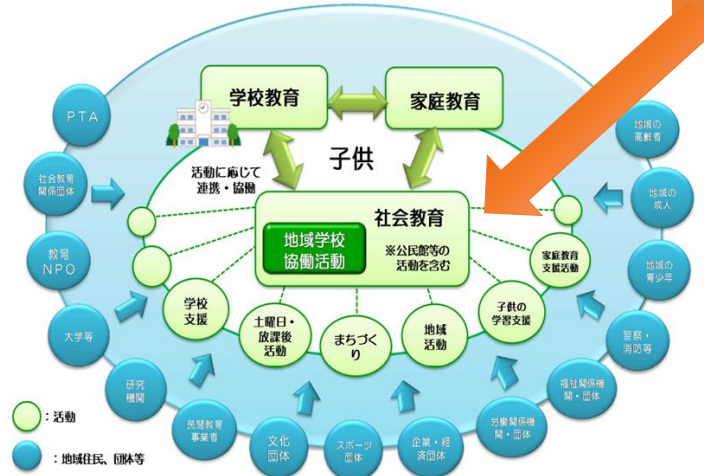 学校教育
家庭教育
子供
活動に応じて
連携・協働
社会教育
※公民館等の
活動を含む
地域学校
協働活動
学校
支援
土曜日・
放課後
活動
まちづく
り
地域
活動
子供の
学習支援
家庭教育
支援活動
PTA
社会教育
関係団体
教育
NPO
大学等
研究
機関
民間教育
事業者
文化
団体
スポーツ
団体
企業・経
済団体
労働関係機
関・団体
福祉関係機
関・団体
警察・
消防等
地域の
青少年
地域の
成人
地域の
高齢者
：活動
：地域住民、団体等